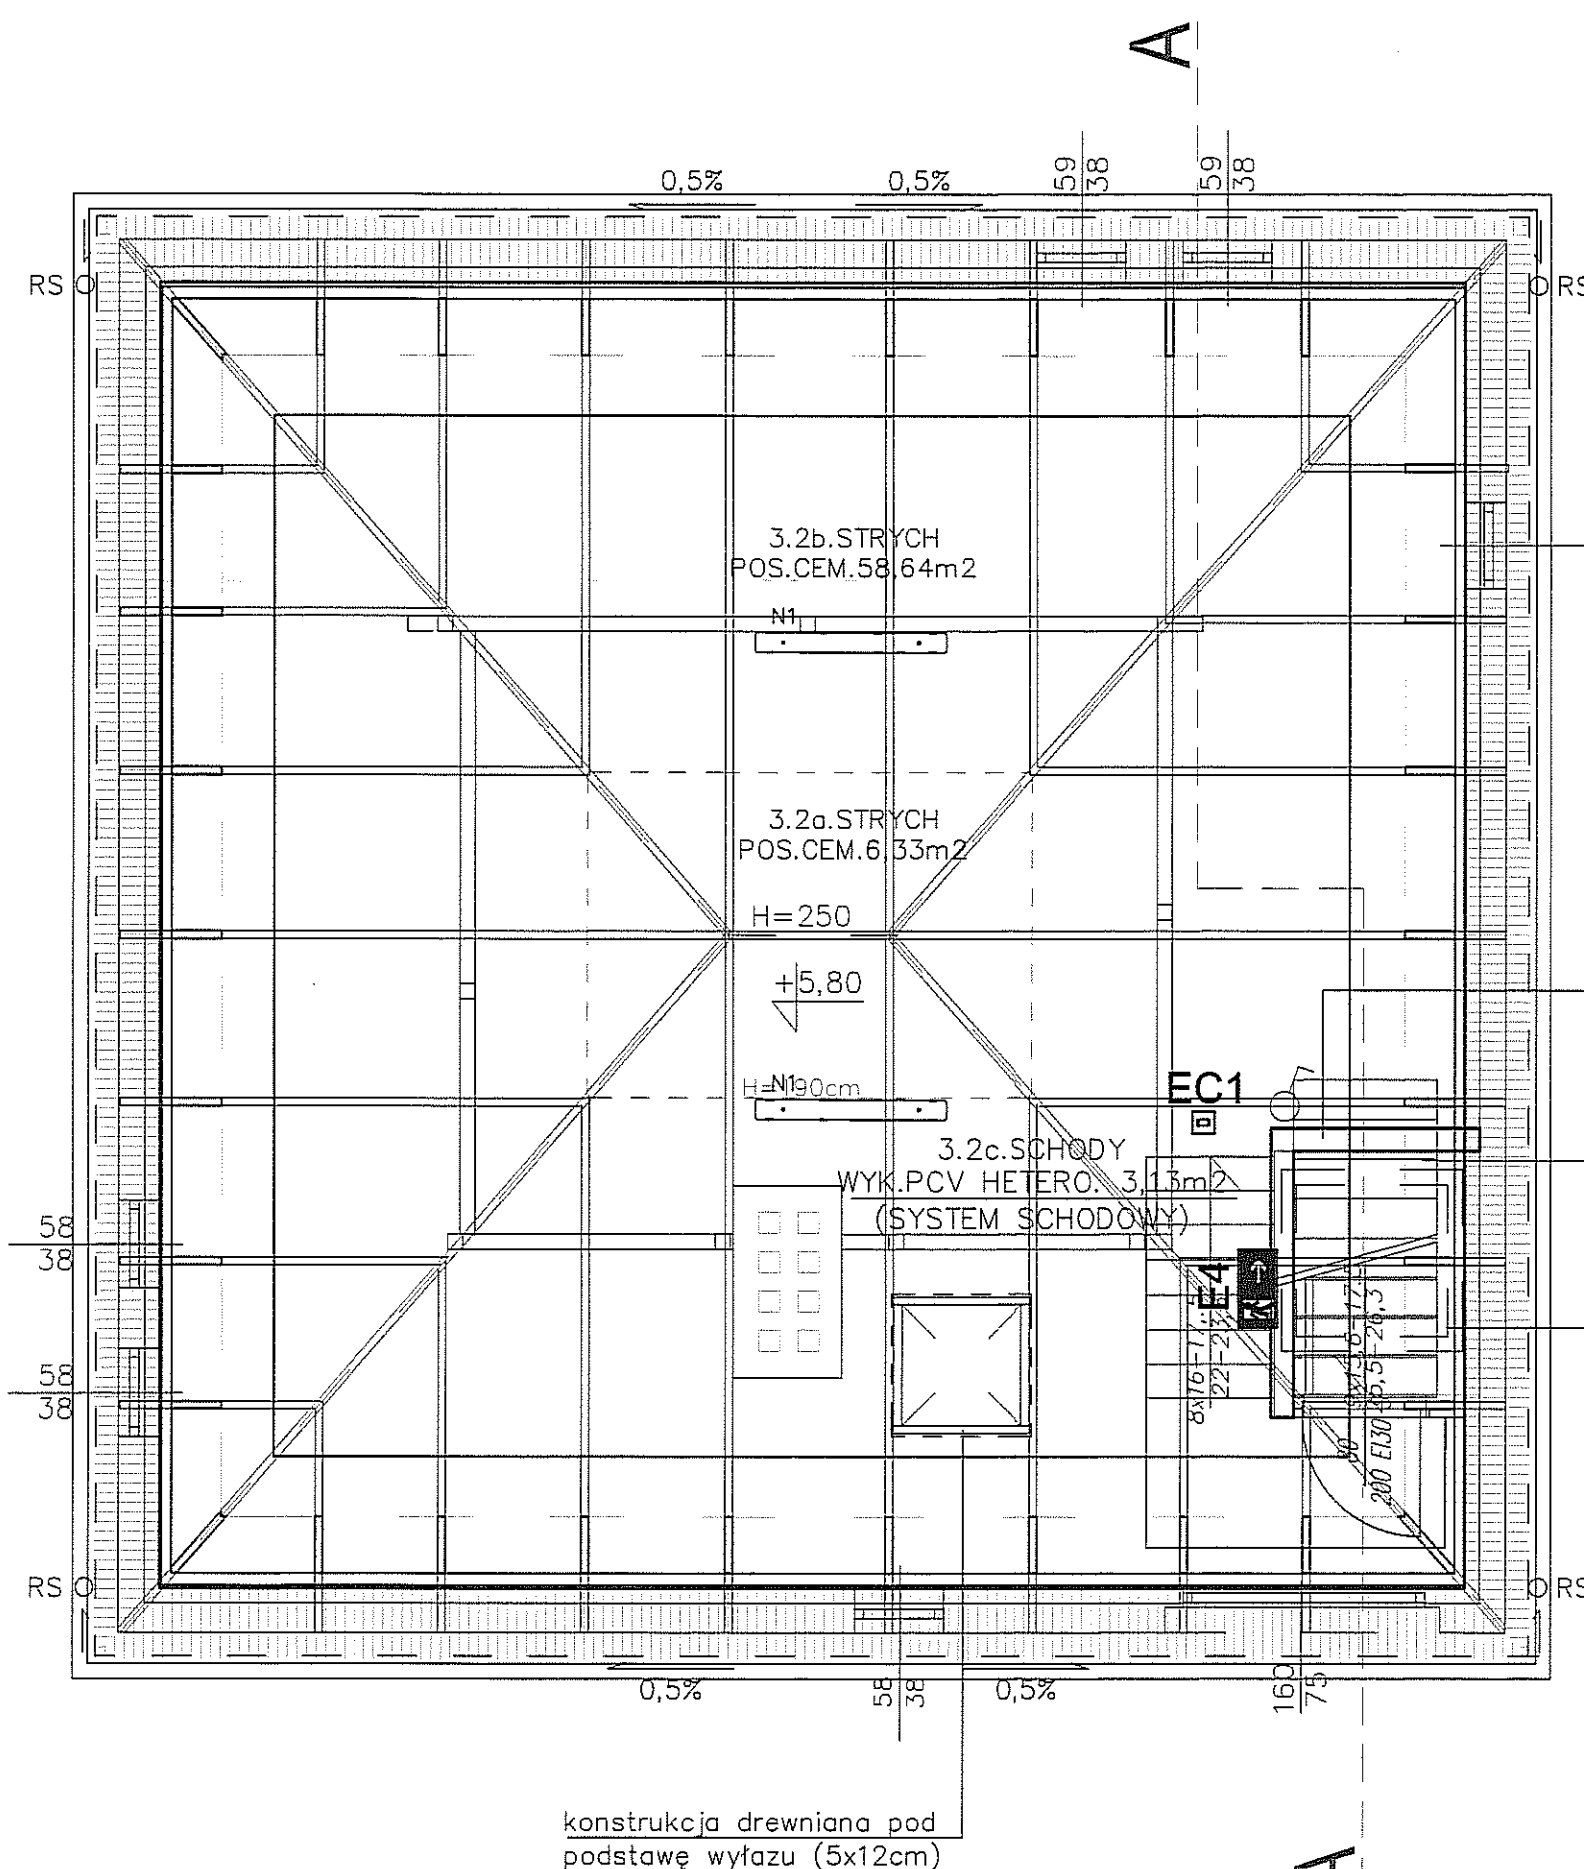 A
0,5%
0,5%
59
38
59
38
RS
RS
3.2b.STRYCH
POS.CEM.58,64m2
N1
3.2a.STRYCH
POS.CEM.6,33m2
H=250
+5,80
H=190cm
N1
EC1
3.2c.SCHODY
WYK.PCV HETERO. 3,13m2
(SYSTEM SCHODOWY)
58
38
E4
58
38
90
200 EI30
RS
RS
0,5%
58
38
0,5%
160
75
konstrukcja drewniana pod
podstawę wyłazu (5x12cm)
A